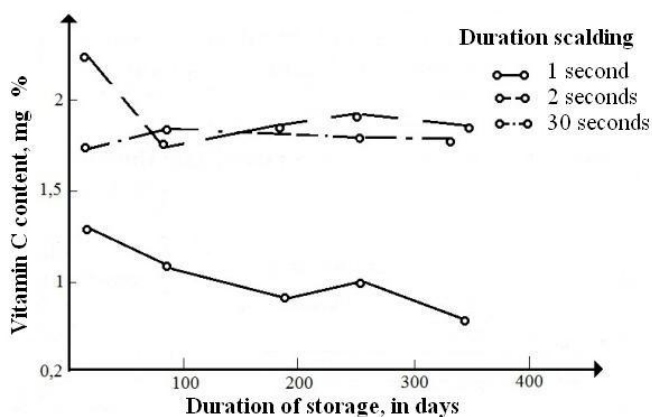 Duration scalding
1 second
2 seconds
30 seconds
Vitamin C content, mg %
2
1,5
1
0,2
100
200
300
400
Duration of storage, in days